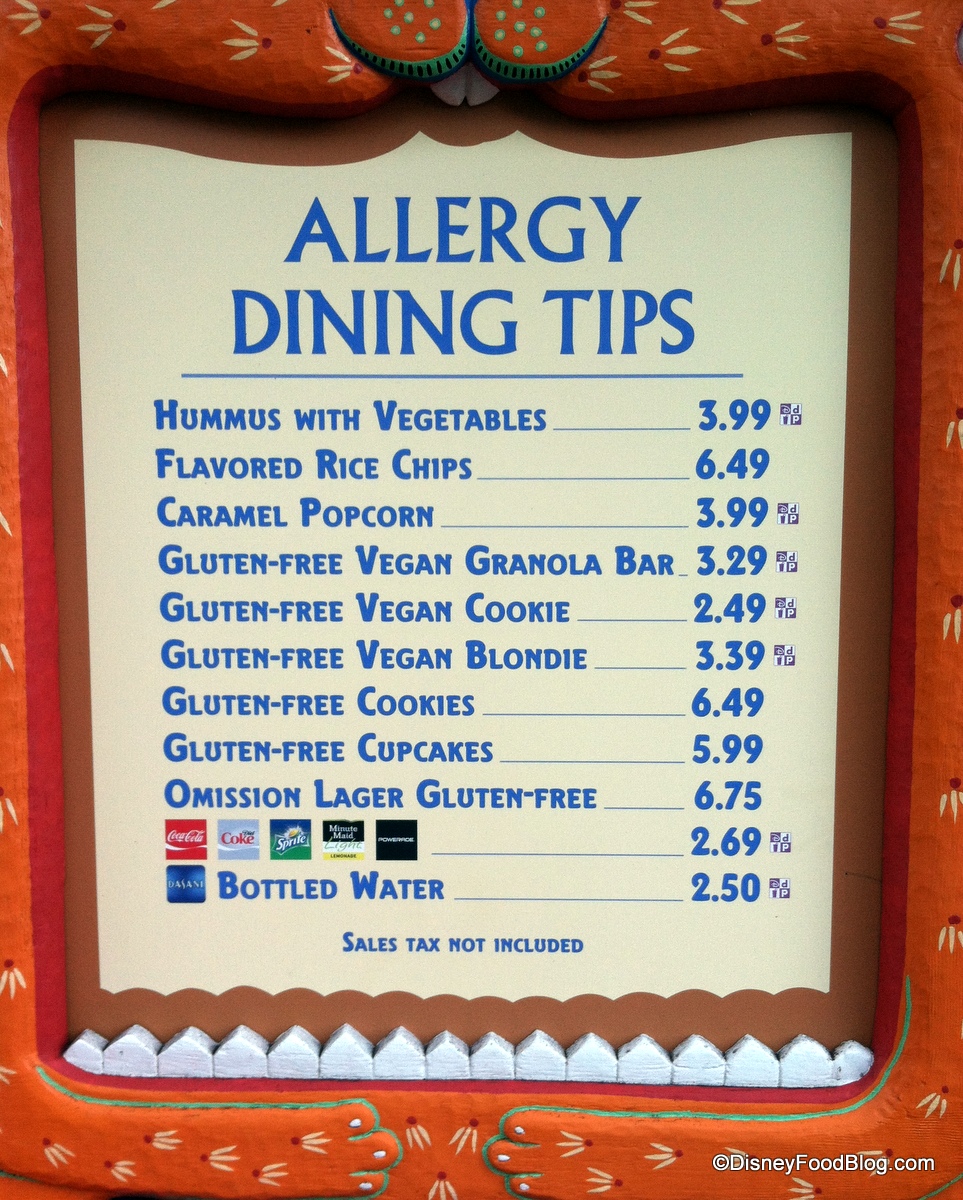 ALLERGY
DINING TIPS
HUMMUS WITH VEGETABLES 3.99
FLAVORED RICE CHIPS 6.49
CARAMEL POPCORN 3.99
GLUTEN-FREE VEGAN GRANOLA BAR 3.29
GLUTEN-FREE VEGAN COOKIE 2.49
GLUTEN-FREE VEGAN BLONDIE 3.39
GLUTEN-FREE COOKIES 6.49
GLUTEN-FREE CUPCAKES 5.99
OMISSION LAGER GLUTEN-FREE 6.75
Coca-Cola Diet Coke Sprite Minute Maid Light LEMONADE POWERADE 2.69
DASANI BOTTLED WATER 2.50
SALES TAX NOT INCLUDED
©DisneyFoodBlog.com